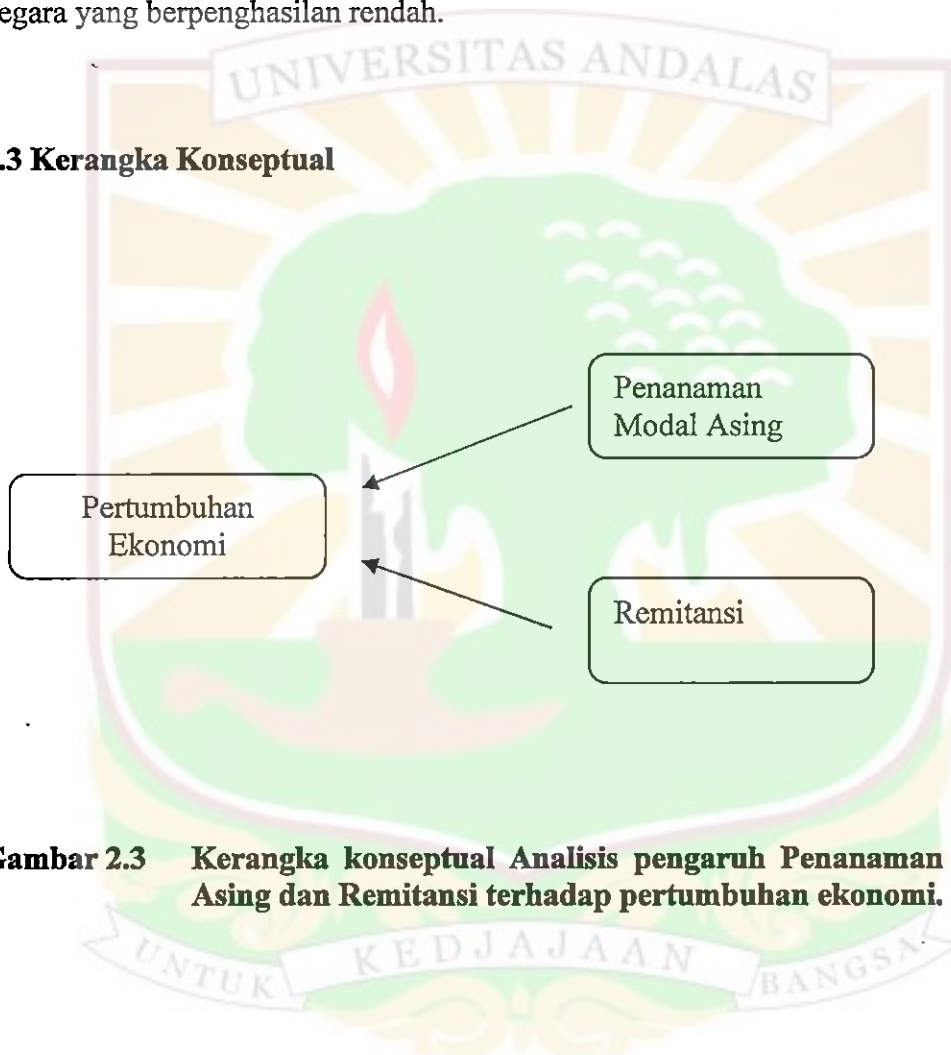 egara yang berpenghasilan rendah.
UNIVERSITAS ANDALAS
.3 Kerangka Konseptual
Penanaman
Modal Asing
Pertumbuhan
Ekonomi
Remitansi
Gambar 2.3 Kerangka konseptual Analisis pengaruh Penanaman
Asing dan Remitansi terhadap pertumbuhan ekonomi.
UNTUK KEDJAJAAN BANGSA